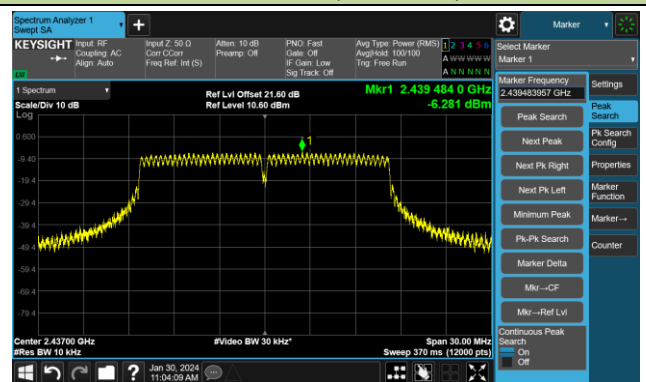 Spectrum Analyzer 1
Swept SA
Marker
KEYSIGHT
Input: RF
Coupling: AC
Align: Auto
Input Z: 50 Ω
Corr CCorr
Freq Ref: Int (S)
Atten: 10 dB
Preamp: Off
PNO: Fast
Gate: Off
IF Gain: Low
Sig Track: Off
Avg Type: Power (RMS)
Avg|Hold: 100/100
Trig: Free Run
1 2 3 4 5 6
A W W W W W
A N N N N N
Select Marker
Marker 1
1 Spectrum
Scale/Div 10 dB
Log
Ref Lvl Offset 21.60 dB
Ref Level 10.60 dBm
Mkr1 2.439 484 0 GHz
-6.281 dBm
1
0.600
-9.40
-19.4
-29.4
-39.4
-49.4
-59.4
-69.4
-79.4
Center 2.43700 GHz
#Res BW 10 kHz
#Video BW 30 kHz*
Span 30.00 MHz
Sweep 370 ms (12000 pts)
Marker Frequency
2.439483957 GHz
Peak Search
Next Peak
Next Pk Right
Next Pk Left
Minimum Peak
Pk-Pk Search
Marker Delta
Mkr→CF
Mkr→Ref Lvl
Continuous Peak
Search
On
Off
Settings
Peak
Search
Pk Search
Config
Properties
Marker
Function
Marker→
Counter
Jan 30, 2024
11:04:09 AM